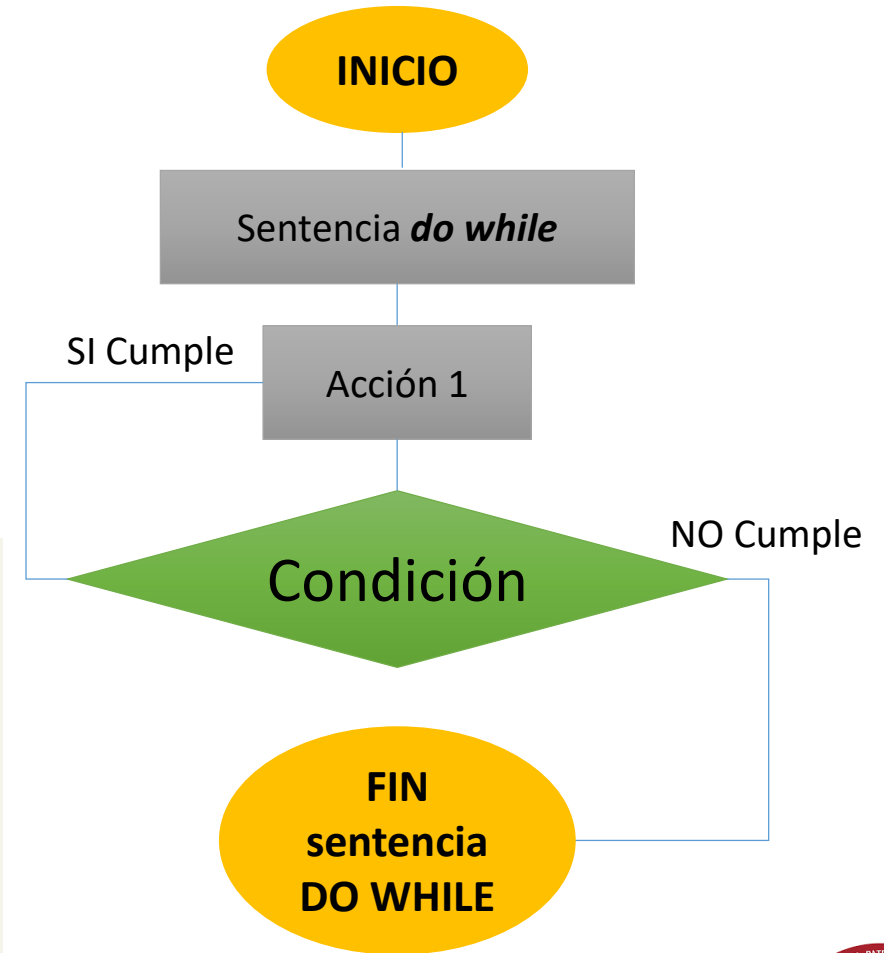 INICIO
Sentencia do while
SI Cumple
Acción 1
NO Cumple
Condición
FIN
sentencia
DO WHILE